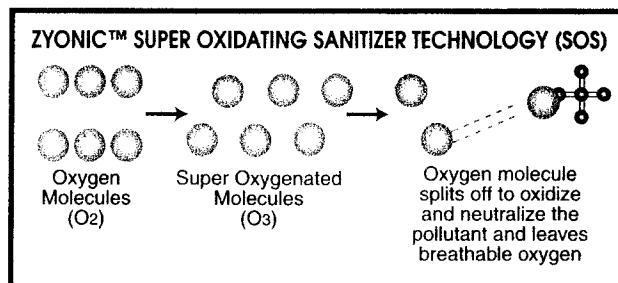 ZYONIC™ SUPER OXIDATING SANITIZER TECHNOLOGY (SOS)
Oxygen
Molecules
(O2)
Super Oxygenated
Molecules
(O3)
Oxygen molecule
splits off to oxidize
and neutralize the
pollutant and leaves
breathable oxygen